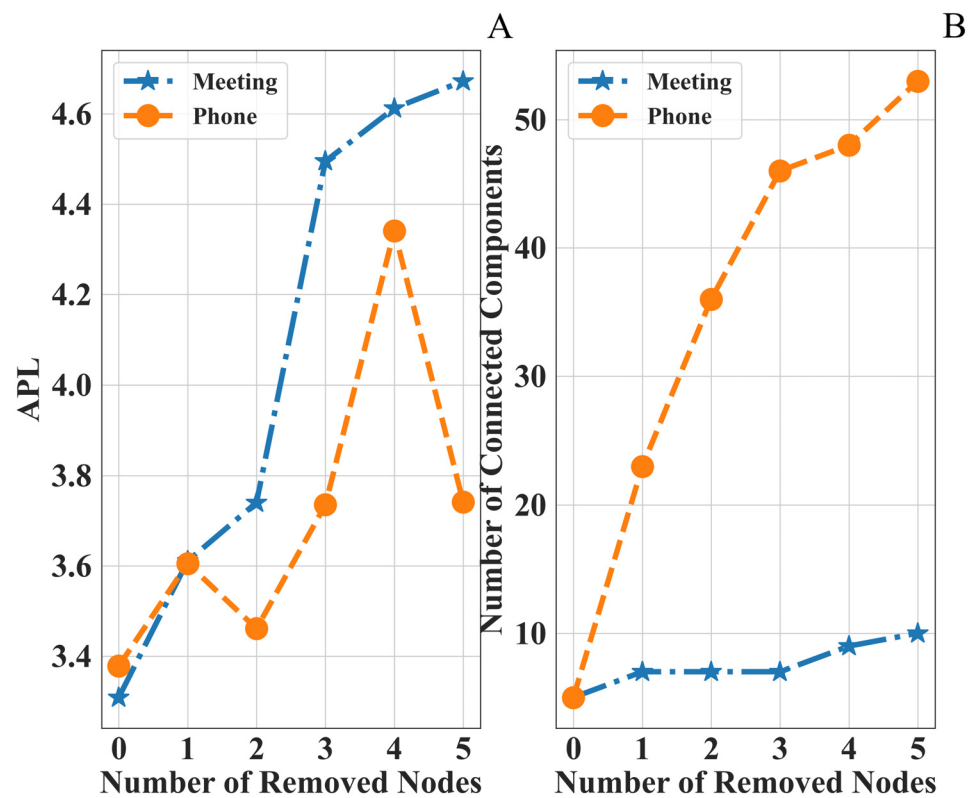 A
B
Meeting
Phone
4.6
4.4
4.2
4.0
3.8
3.6
3.4
APL
0 1 2 3 4 5
Number of Removed Nodes
Meeting
Phone
50
40
30
20
10
Number of Connected Components
0 1 2 3 4 5
Number of Removed Nodes